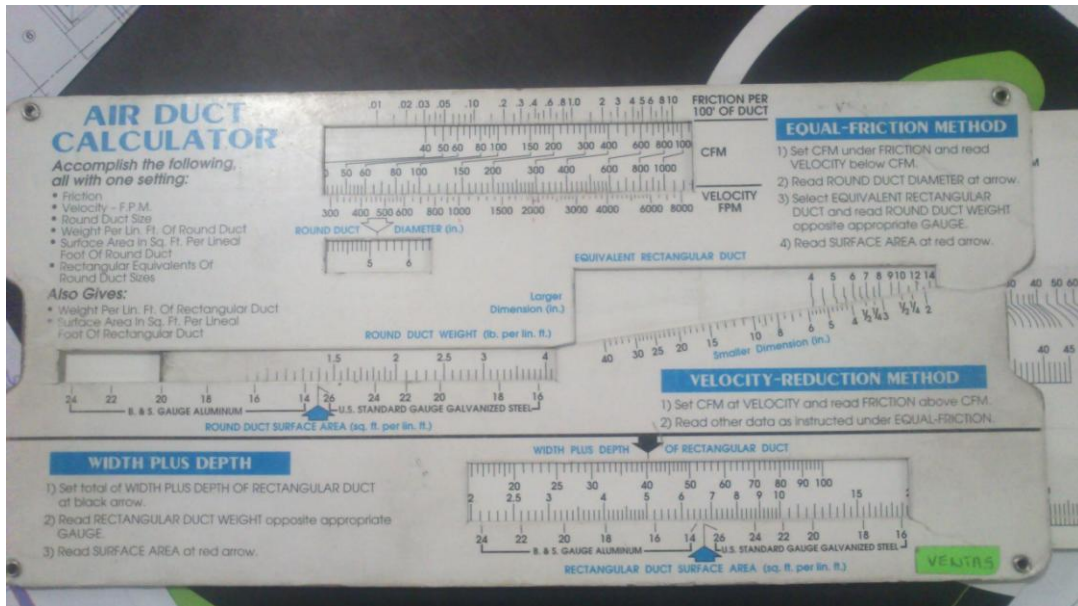 AIR DUCT
CALCULATOR
Accomplish the following,
all with one setting:
• Friction
• Velocity – F.P.M.
• Round Duct Size
• Weight Per Lin. Ft. Of Round Duct
• Surface Area In Sq. Ft. Per Lineal
Foot Of Round Duct
• Rectangular Equivalents Of
Round Duct Sizes
Also Gives:
• Weight Per Lin. Ft. Of Rectangular Duct
• Surface Area In Sq. Ft. Per Lineal
Foot Of Rectangular Duct
.01 .02 .03 .05 .10 .2 .3 .4 .6 .8 1.0 2 3 4 5 6 8 10
FRICTION PER
100' OF DUCT
40 50 60 80 100 150 200 300 400 600 800 100
CFM
50 60 80 100 150 200 300 400 600 800 1000
VELOCITY
FPM
300 400 500 600 800 1000 1500 2000 3000 4000 6000 8000
ROUND DUCT DIAMETER (in.)
5 6
EQUAL-FRICTION METHOD
1) Set CFM under FRICTION and read
VELOCITY below CFM.
2) Read ROUND DUCT DIAMETER at arrow.
3) Select EQUIVALENT RECTANGULAR
DUCT and read ROUND DUCT WEIGHT
opposite appropriate GAUGE.
4) Read SURFACE AREA at red arrow.
EQUIVALENT RECTANGULAR DUCT
Larger
Dimension (in.)
4 5 6 7 8 9 10 12 14
40 30 25 20 15 10 8 6 5 4 ½ ¼ 3 ½ ¼ 2
Smaller Dimension (in.)
ROUND DUCT WEIGHT (lb. per lin. ft.)
1.5 2 2.5 3 4
24 22 20 18 16 14 26 24 22 20 18 16
B. & S. GAUGE ALUMINUM
U.S. STANDARD GAUGE GALVANIZED STEEL
ROUND DUCT SURFACE AREA (sq. ft. per lin. ft.)
VELOCITY-REDUCTION METHOD
1) Set CFM at VELOCITY and read FRICTION above CFM.
2) Read other data as instructed under EQUAL-FRICTION.
WIDTH PLUS DEPTH
1) Set total of WIDTH PLUS DEPTH OF RECTANGULAR DUCT
at black arrow.
2) Read RECTANGULAR DUCT WEIGHT opposite appropriate
GAUGE.
3) Read SURFACE AREA at red arrow.
WIDTH PLUS DEPTH OF RECTANGULAR DUCT
20 25 30 40 50 60 70 80 90 100
2 2.5 3 3.5 4 5 6 7 8 9 10 15
24 22 20 18 16 14 26 24 22 20 18 16
B. & S. GAUGE ALUMINUM
U.S. STANDARD GAUGE GALVANIZED STEEL
RECTANGULAR DUCT SURFACE AREA (sq. ft. per lin. ft.)
VENTAS
40 50 60
40 45